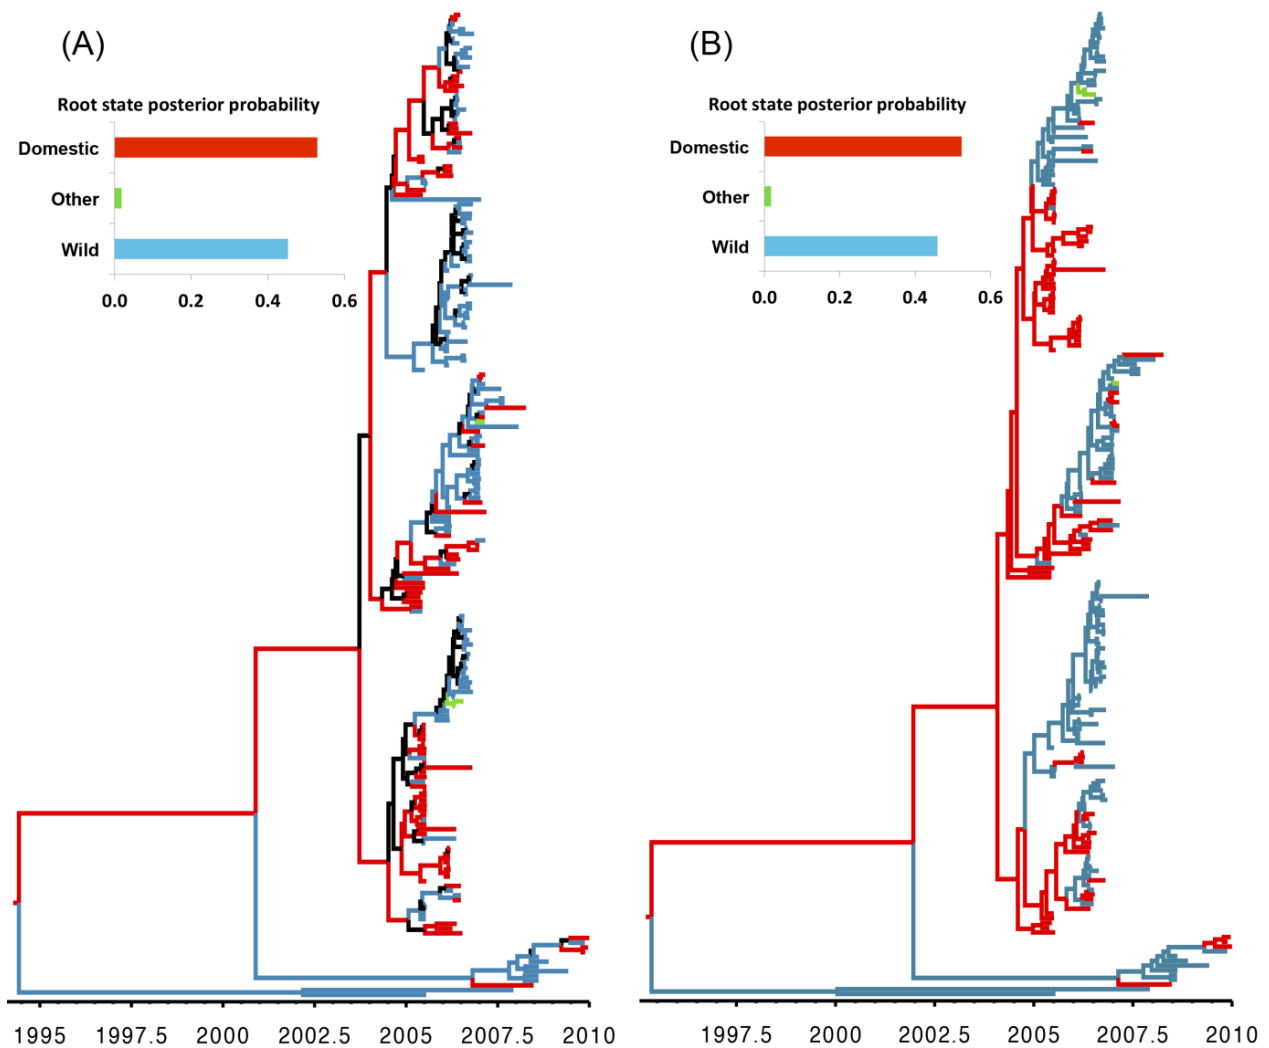 (A)
Root state posterior probability
Domestic
Other
Wild
0.0 0.2 0.4 0.6
1995 1997.5 2000 2002.5 2005 2007.5 2010
(B)
Root state posterior probability
Domestic
Other
Wild
0.0 0.2 0.4 0.6
1997.5 2000 2002.5 2005 2007.5 2010